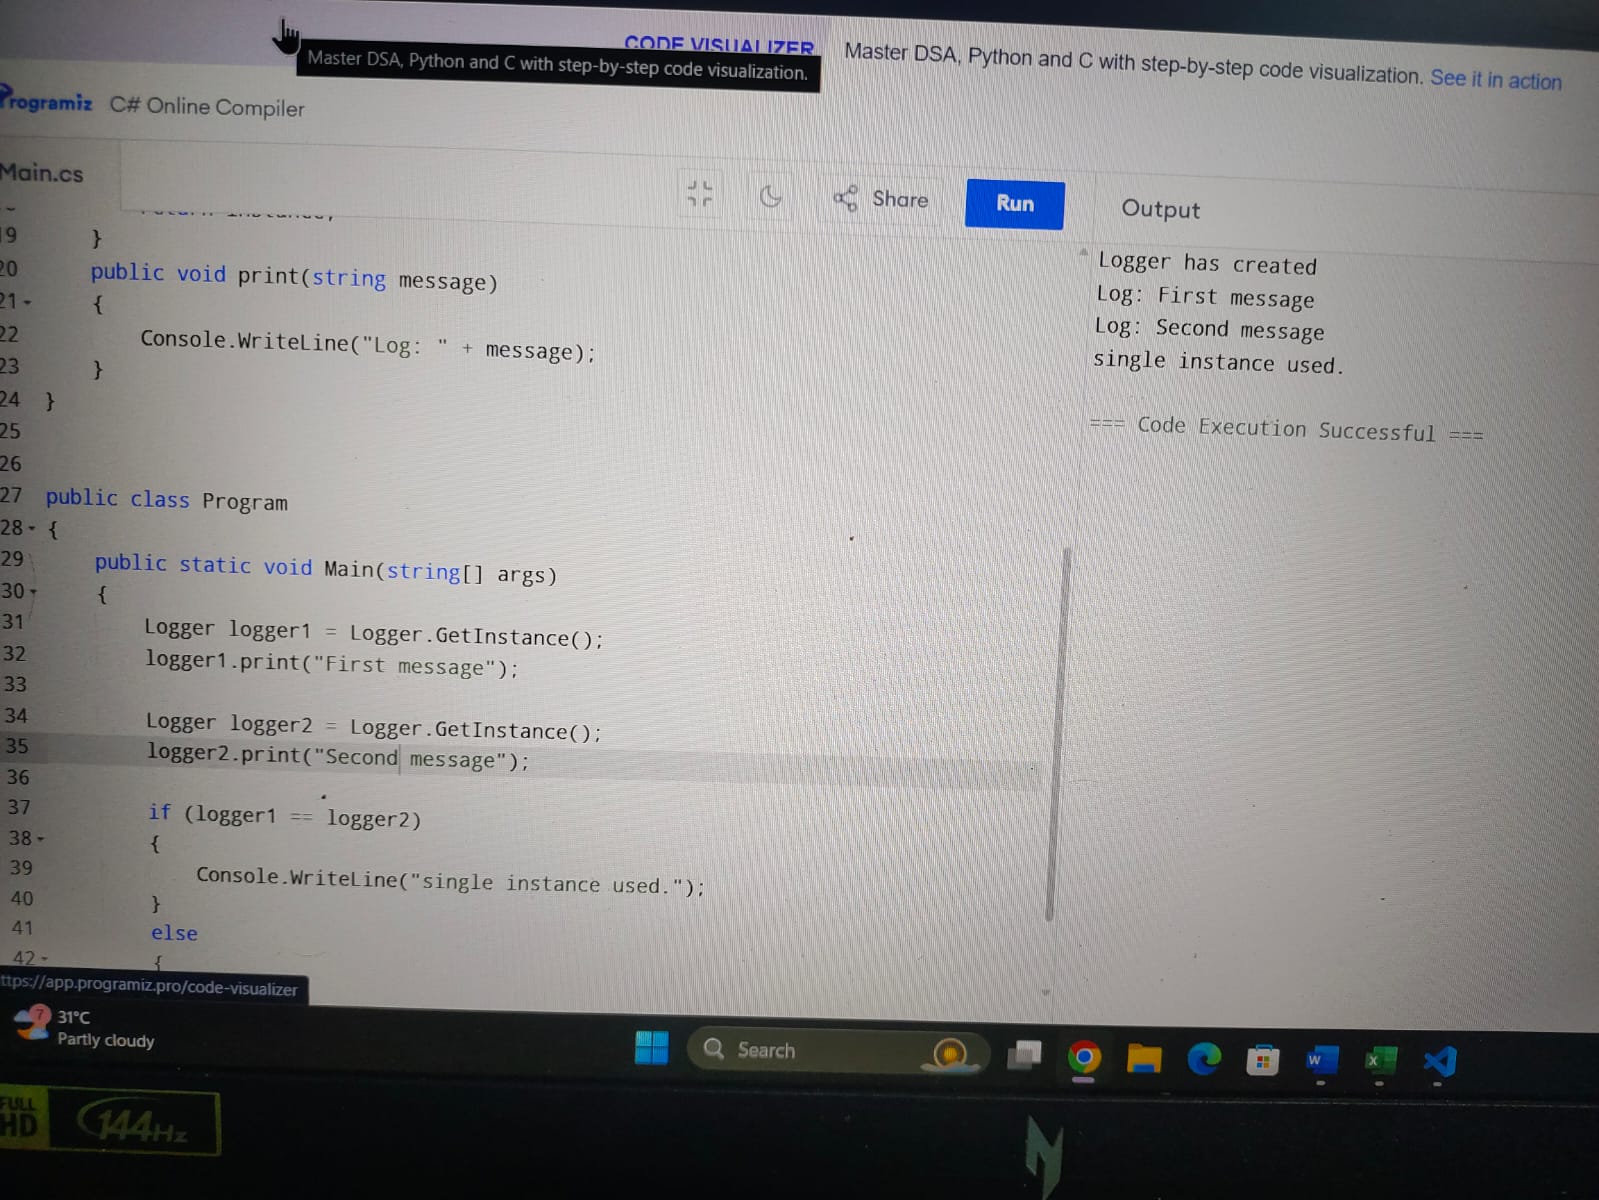 CODE VISUALIZER
Master DSA, Python and C with step-by-step code visualization.
Master DSA, Python and C with step-by-step code visualization. See it in action
Programiz C# Online Compiler
Main.cs
Share
Run
Output
19 }
20 public void print(string message)
21 {
22 Console.WriteLine("Log: " + message);
23 }
24 }
25
26
27 public class Program
28 {
29 public static void Main(string[] args)
30 {
31 Logger logger1 = Logger.GetInstance();
32 logger1.print("First message");
33
34 Logger logger2 = Logger.GetInstance();
35 logger2.print("Second message");
36
37 if (logger1 == logger2)
38 {
39 Console.WriteLine("single instance used.");
40 }
41 else
42 {
Logger has created
Log: First message
Log: Second message
single instance used.
=== Code Execution Successful ===
ttps://app.programiz.pro/code-visualizer
7
31°C
Partly cloudy
Search
FULL
HD
144Hz